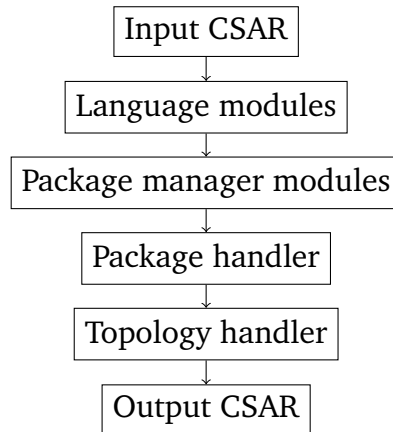 Input CSAR
Language modules
Package manager modules
Package handler
Topology handler
Output CSAR